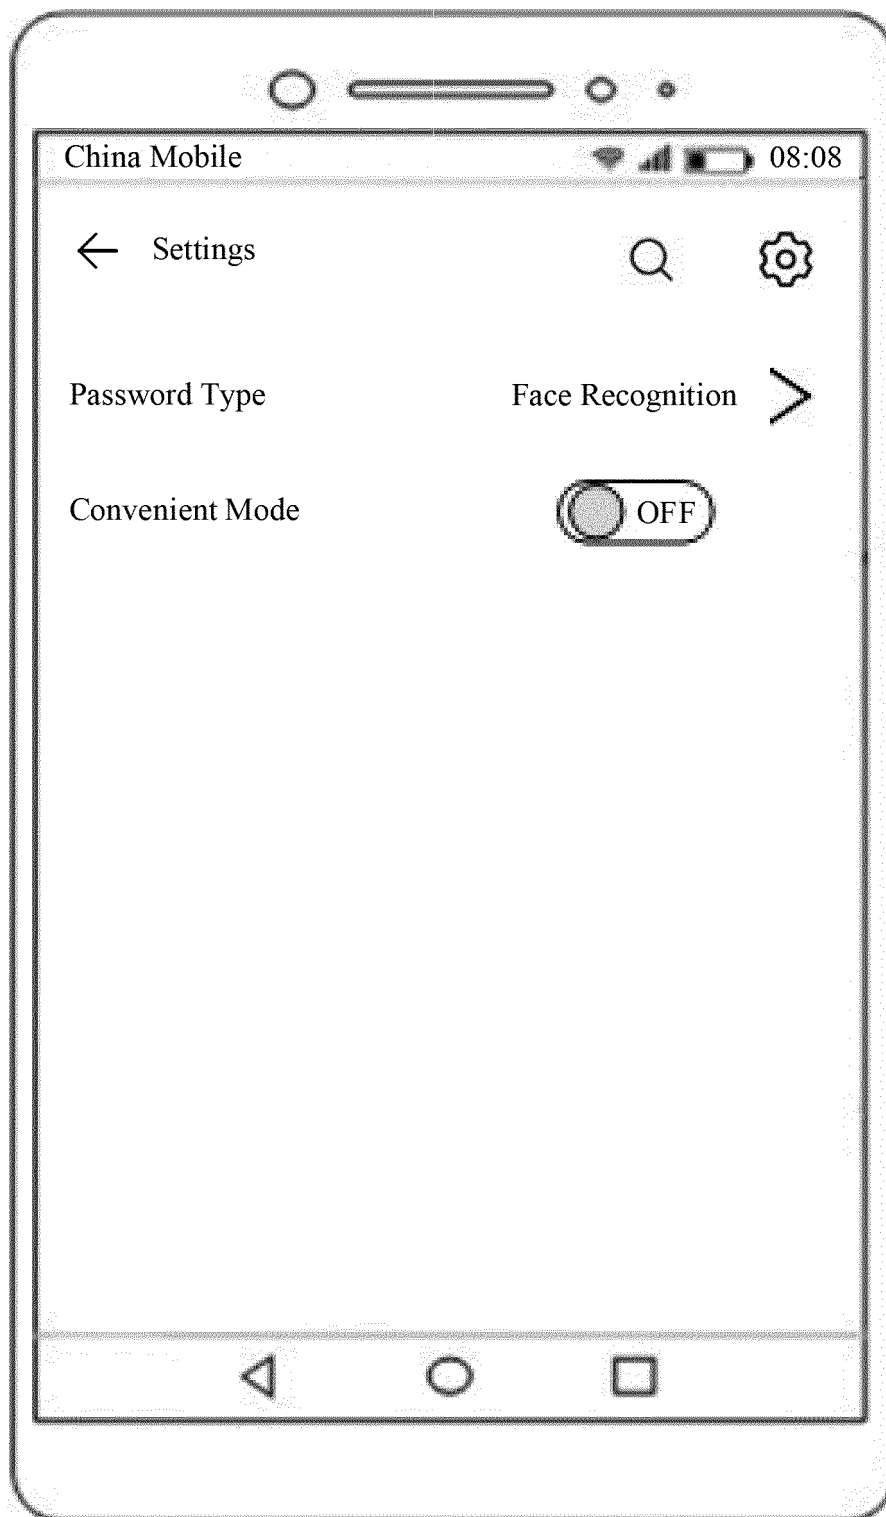 China Mobile 08:08
Settings
Password Type Face Recognition
Convenient Mode OFF